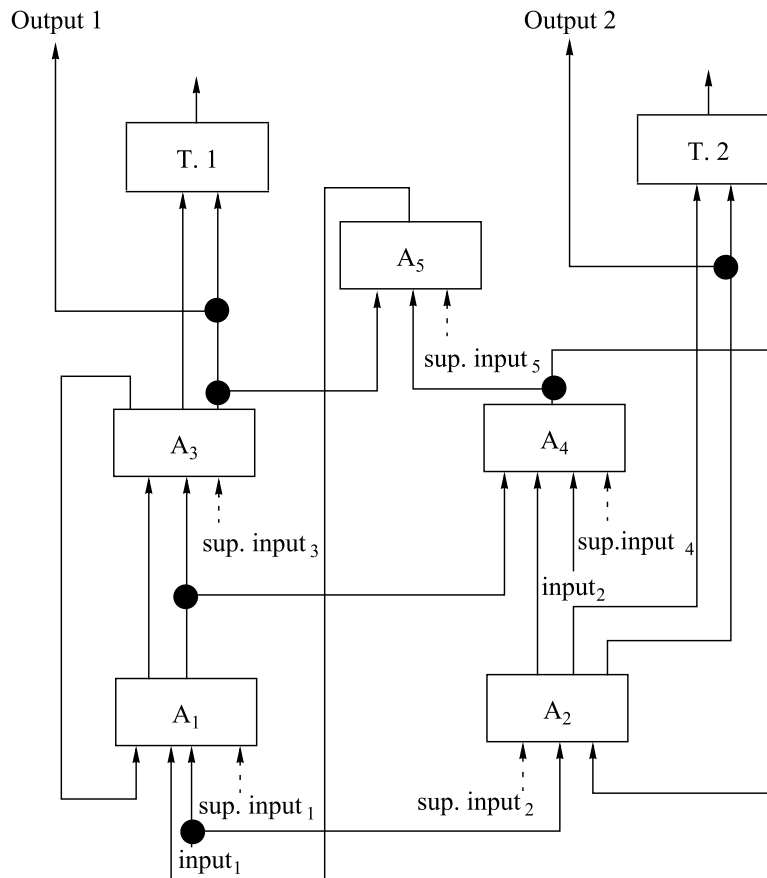 Output 1
Output 2
T. 1
T. 2
A₅
sup. input₅
A₃
A₄
sup. input₃
sup.input ₄
input₂
A₁
A₂
sup. input₁
sup. input₂
input₁